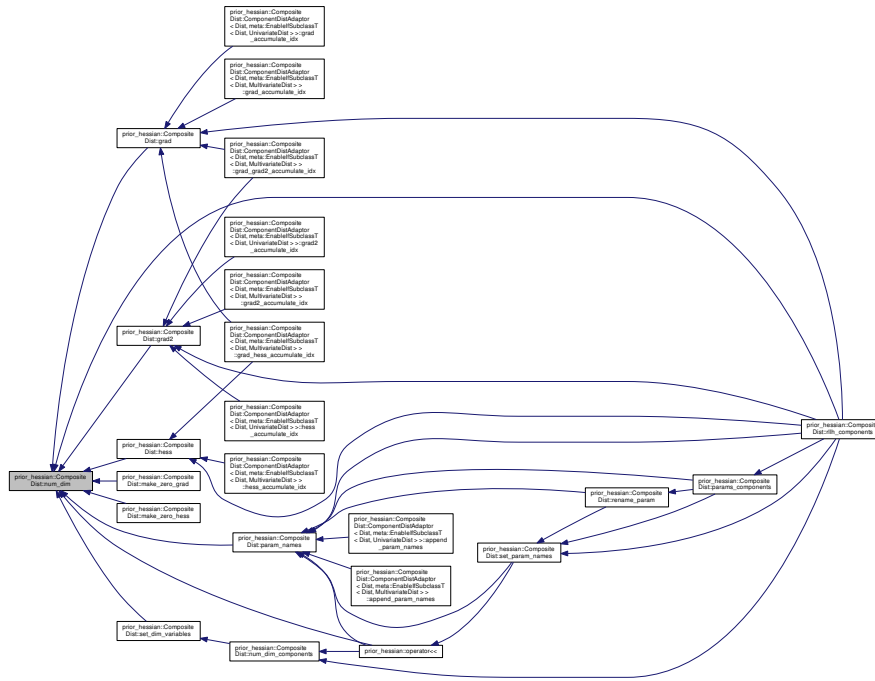 prior_hessian::Composite
Dist::ComponentDistAdaptor
< Dist, meta::EnableIfSubclassT
< Dist, UnivariateDist > >::grad
_accumulate_idx
prior_hessian::Composite
Dist::ComponentDistAdaptor
< Dist, meta::EnableIfSubclassT
< Dist, MultivariateDist > >
::grad_accumulate_idx
prior_hessian::Composite
Dist::grad
prior_hessian::Composite
Dist::ComponentDistAdaptor
< Dist, meta::EnableIfSubclassT
< Dist, MultivariateDist > >
::grad_grad2_accumulate_idx
prior_hessian::Composite
Dist::ComponentDistAdaptor
< Dist, meta::EnableIfSubclassT
< Dist, UnivariateDist > >::grad2
_accumulate_idx
prior_hessian::Composite
Dist::ComponentDistAdaptor
< Dist, meta::EnableIfSubclassT
< Dist, MultivariateDist > >
::grad2_accumulate_idx
prior_hessian::Composite
Dist::grad2
prior_hessian::Composite
Dist::ComponentDistAdaptor
< Dist, meta::EnableIfSubclassT
< Dist, MultivariateDist > >
::grad_hess_accumulate_idx
prior_hessian::Composite
Dist::ComponentDistAdaptor
< Dist, meta::EnableIfSubclassT
< Dist, UnivariateDist > >::hess
_accumulate_idx
prior_hessian::Composite
Dist::rllh_components
prior_hessian::Composite
Dist::hess
prior_hessian::Composite
Dist::ComponentDistAdaptor
< Dist, meta::EnableIfSubclassT
< Dist, MultivariateDist > >
::hess_accumulate_idx
prior_hessian::Composite
Dist::num_dim
prior_hessian::Composite
Dist::make_zero_grad
prior_hessian::Composite
Dist::params_components
prior_hessian::Composite
Dist::rename_param
prior_hessian::Composite
Dist::make_zero_hess
prior_hessian::Composite
Dist::param_names
prior_hessian::Composite
Dist::ComponentDistAdaptor
< Dist, meta::EnableIfSubclassT
< Dist, UnivariateDist > >::append
_param_names
prior_hessian::Composite
Dist::set_param_names
prior_hessian::Composite
Dist::ComponentDistAdaptor
< Dist, meta::EnableIfSubclassT
< Dist, MultivariateDist > >
::append_param_names
prior_hessian::Composite
Dist::set_dim_variables
prior_hessian::Composite
Dist::num_dim_components
prior_hessian::operator<<